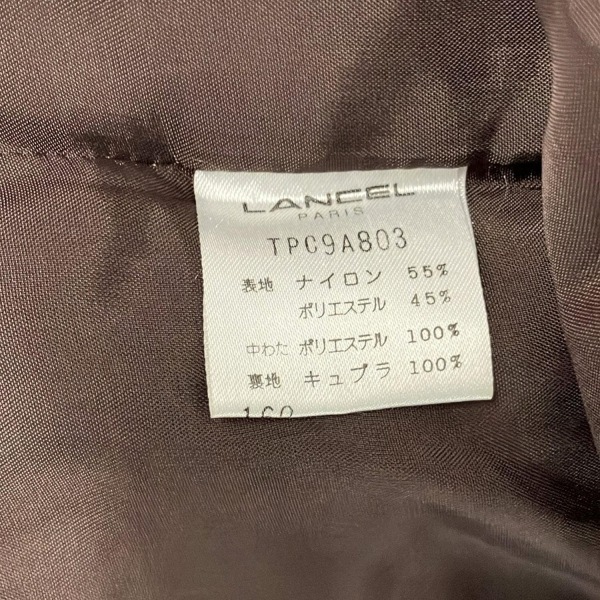 LANCEL
PARIS
TPC9A803
表地 ナイロン 55%
ポリエステル 45%
中わた ポリエステル 100%
裏地 キュプラ 100%